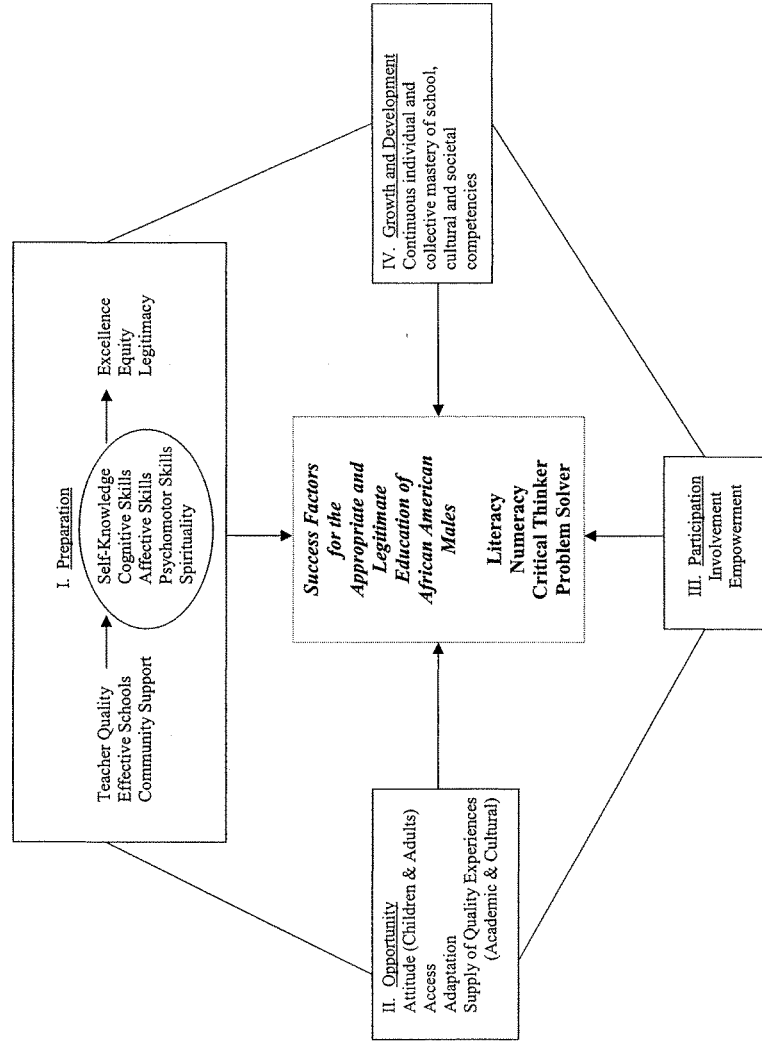 I. Preparation
Teacher Quality
Effective Schools
Community Support
Self-Knowledge
Cognitive Skills
Affective Skills
Psychomotor Skills
Spirituality
Excellence
Equity
Legitimacy
II. Opportunity
Attitude (Children & Adults)
Access
Adaptation
Supply of Quality Experiences
(Academic & Cultural)
Success Factors
for the
Appropriate and
Legitimate
Education of
African American
Males
Literacy
Numeracy
Critical Thinker
Problem Solver
IV. Growth and Development
Continuous individual and
collective mastery of school,
cultural and societal
competencies
III. Participation
Involvement
Empowerment